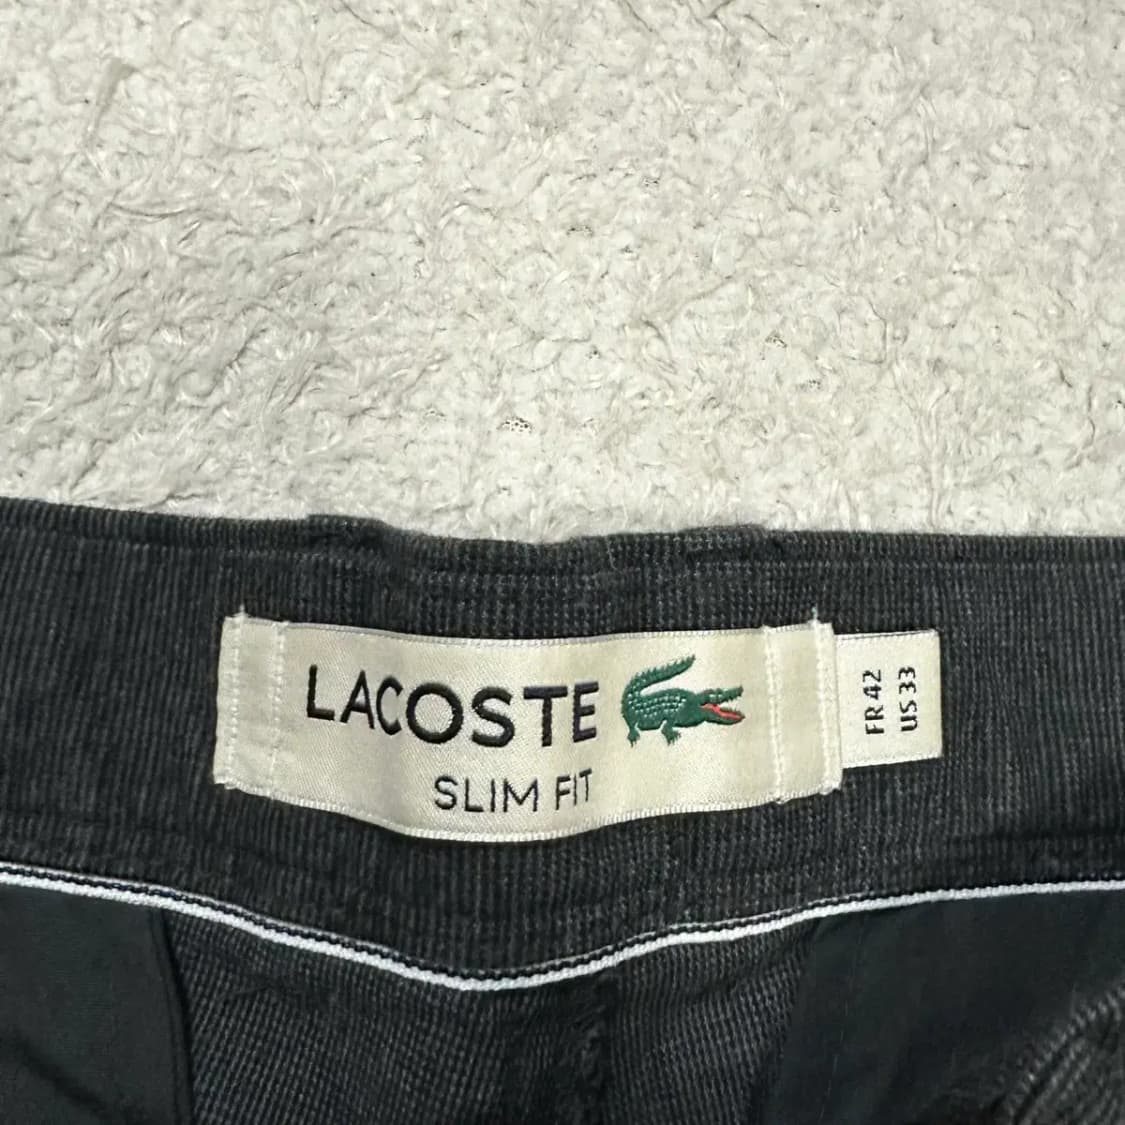 LACOSTE
SLIM FIT
FR 42
US 33